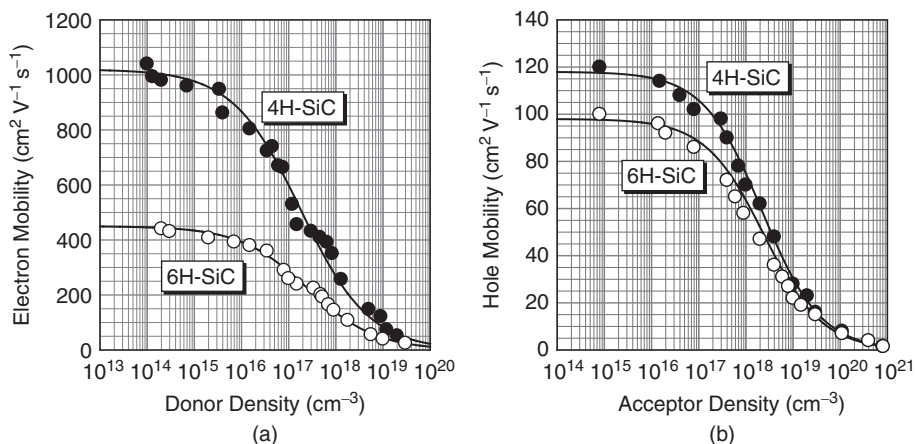 1200
1000
800
600
400
200
0
Electron Mobility (cm² V⁻¹ s⁻¹)
4H-SiC
6H-SiC
10¹³ 10¹⁴ 10¹⁵ 10¹⁶ 10¹⁷ 10¹⁸ 10¹⁹ 10²⁰
Donor Density (cm⁻³)
(a)
140
120
100
80
60
40
20
0
Hole Mobility (cm² V⁻¹ s⁻¹)
4H-SiC
6H-SiC
10¹⁴ 10¹⁵ 10¹⁶ 10¹⁷ 10¹⁸ 10¹⁹ 10²⁰ 10²¹
Acceptor Density (cm⁻³)
(b)